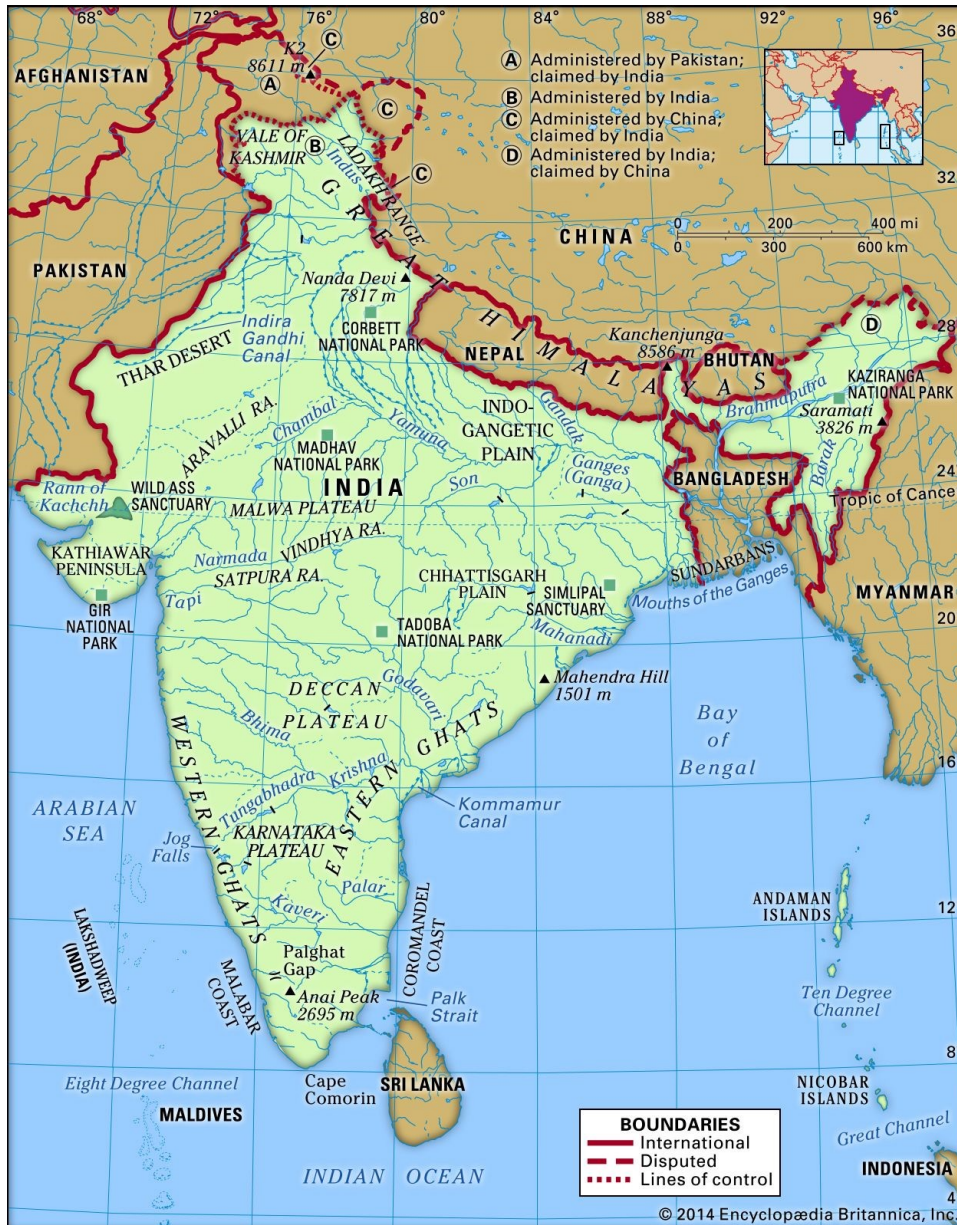 68°
72°
76°
80°
84°
88°
92°
96°
36
K2
8611 m
C
AFGHANISTAN
A
A Administered by Pakistan;
claimed by India
B Administered by India
C Administered by China;
claimed by India
D Administered by India;
claimed by China
C
VALE OF
KASHMIR
B
LADAKH RANGE
Indus
C
32
GREAT HIMALAYAS
0 200 400 mi
0 300 600 km
CHINA
PAKISTAN
Nanda Devi
7817 m
28
Indira
Gandhi
Canal
CORBETT
NATIONAL PARK
THAR DESERT
NEPAL
Kanchenjunga
8586 m
BHUTAN
D
KAZIRANGA
NATIONAL PARK
Brahmaputra
Saramati
3826 m
ARAVALLI RA.
Chambal
Yamuna
INDO-
GANGETIC
PLAIN
Gandak
MADHAV
NATIONAL PARK
Ganges
(Ganga)
Barak
24
Rann of
Kachchh
WILD ASS
SANCTUARY
INDIA
Son
BANGLADESH
Tropic of Cance
MALWA PLATEAU
KATHIAWAR
PENINSULA
Narmada
VINDHYA RA.
SATPURA RA.
CHHATTISGARH
PLAIN
SIMLIPAL
SANCTUARY
SUNDARBANS
Mouths of the Ganges
MYANMAR
Tapi
GIR
NATIONAL
PARK
TADOBA
NATIONAL PARK
Mahanadi
20
DECCAN
PLATEAU
Godavari
Mahendra Hill
1501 m
Bhima
WESTERN GHATS
EASTERN GHATS
Bay
of
Bengal
16
ARABIAN
SEA
Tungabhadra
Krishna
Kommamur
Canal
Jog
Falls
KARNATAKA
PLATEAU
Palar
Kaveri
ANDAMAN
ISLANDS
12
LAKSHADWEEP
(INDIA)
Palghat
Gap
COROMANDEL
COAST
MALABAR
COAST
Anai Peak
2695 m
Palk
Strait
Ten Degree
Channel
8
Eight Degree Channel
Cape
Comorin
SRI LANKA
NICOBAR
ISLANDS
MALDIVES
Great Channel
BOUNDARIES
International
Disputed
Lines of control
INDONESIA
INDIAN OCEAN
4
© 2014 Encyclopædia Britannica, Inc.